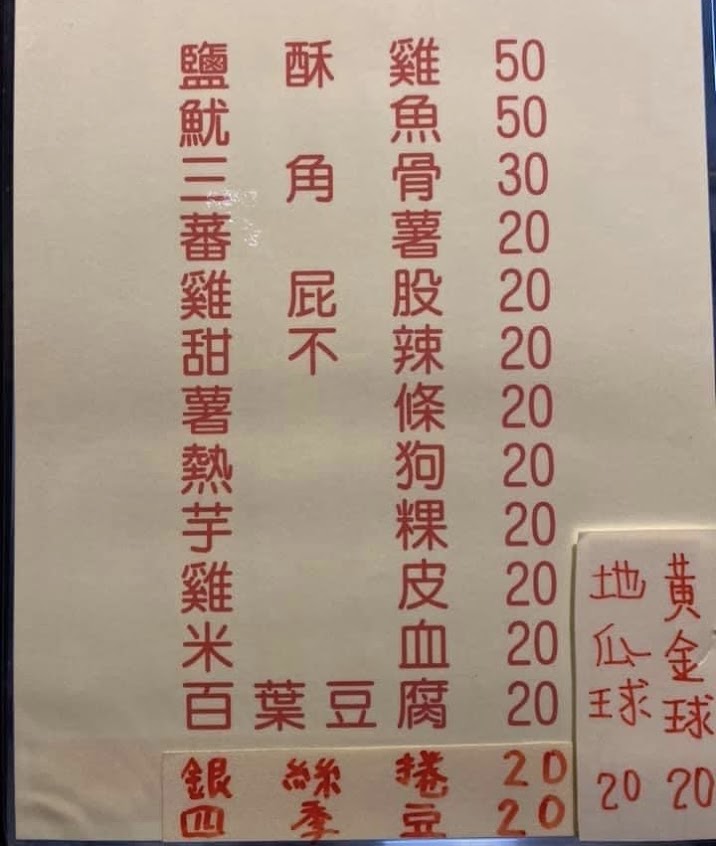 鹽酥雞 50
魷魚 50
三角骨 30
蕃薯 20
雞屁股 20
甜不辣 20
薯條 20
熱狗 20
芋粿 20
雞皮 20
米血 20
百葉豆腐 20
銀絲捲 20
四季豆 20
黃金球 20
地瓜球 20